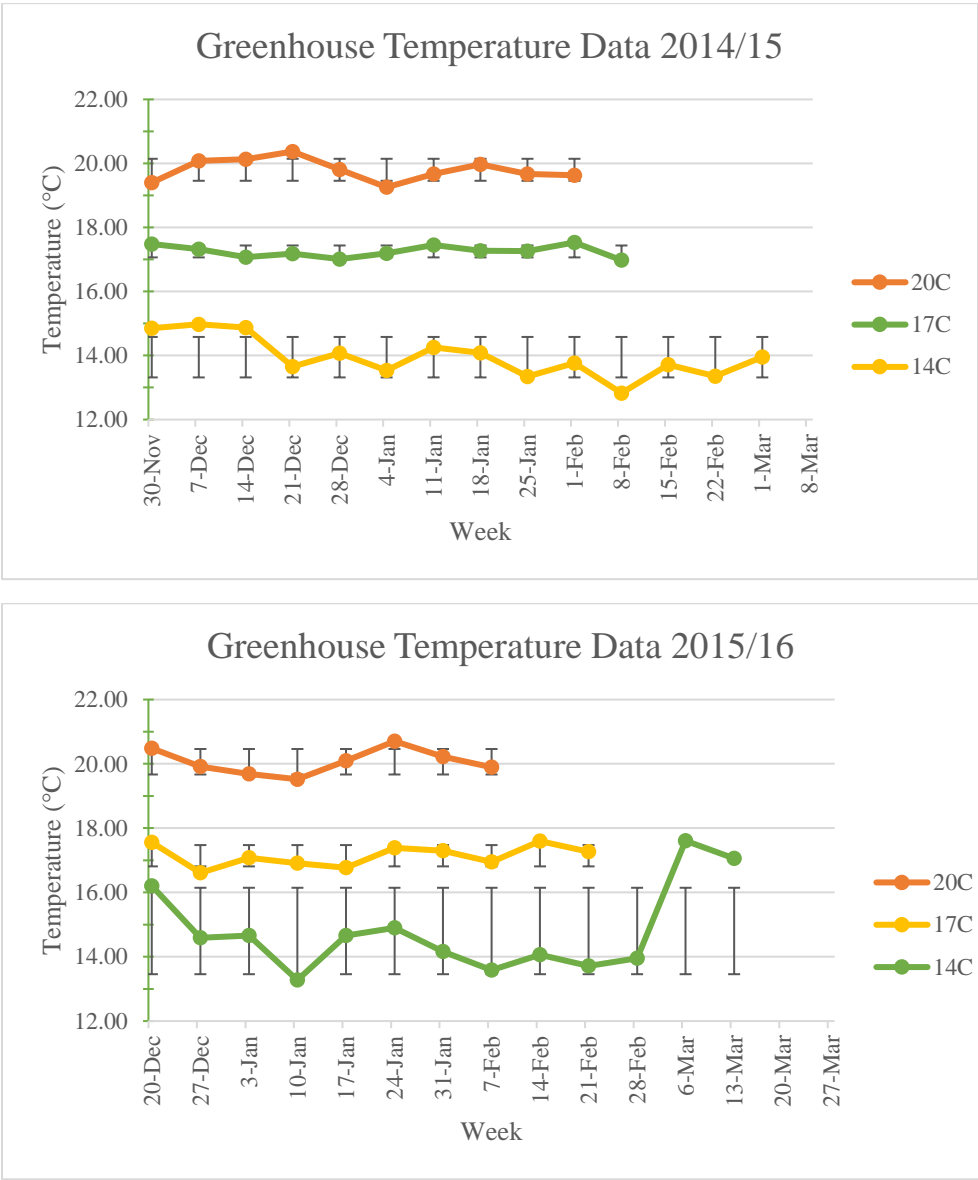 Greenhouse Temperature Data 2014/15
22.00
20.00
18.00
16.00
14.00
12.00
Temperature (°C)
30-Nov
7-Dec
14-Dec
21-Dec
28-Dec
4-Jan
11-Jan
18-Jan
25-Jan
1-Feb
8-Feb
15-Feb
22-Feb
1-Mar
8-Mar
Week
20C
17C
14C
Greenhouse Temperature Data 2015/16
22.00
20.00
18.00
16.00
14.00
12.00
Temperature (°C)
20-Dec
27-Dec
3-Jan
10-Jan
17-Jan
24-Jan
31-Jan
7-Feb
14-Feb
21-Feb
28-Feb
6-Mar
13-Mar
20-Mar
27-Mar
Week
20C
17C
14C